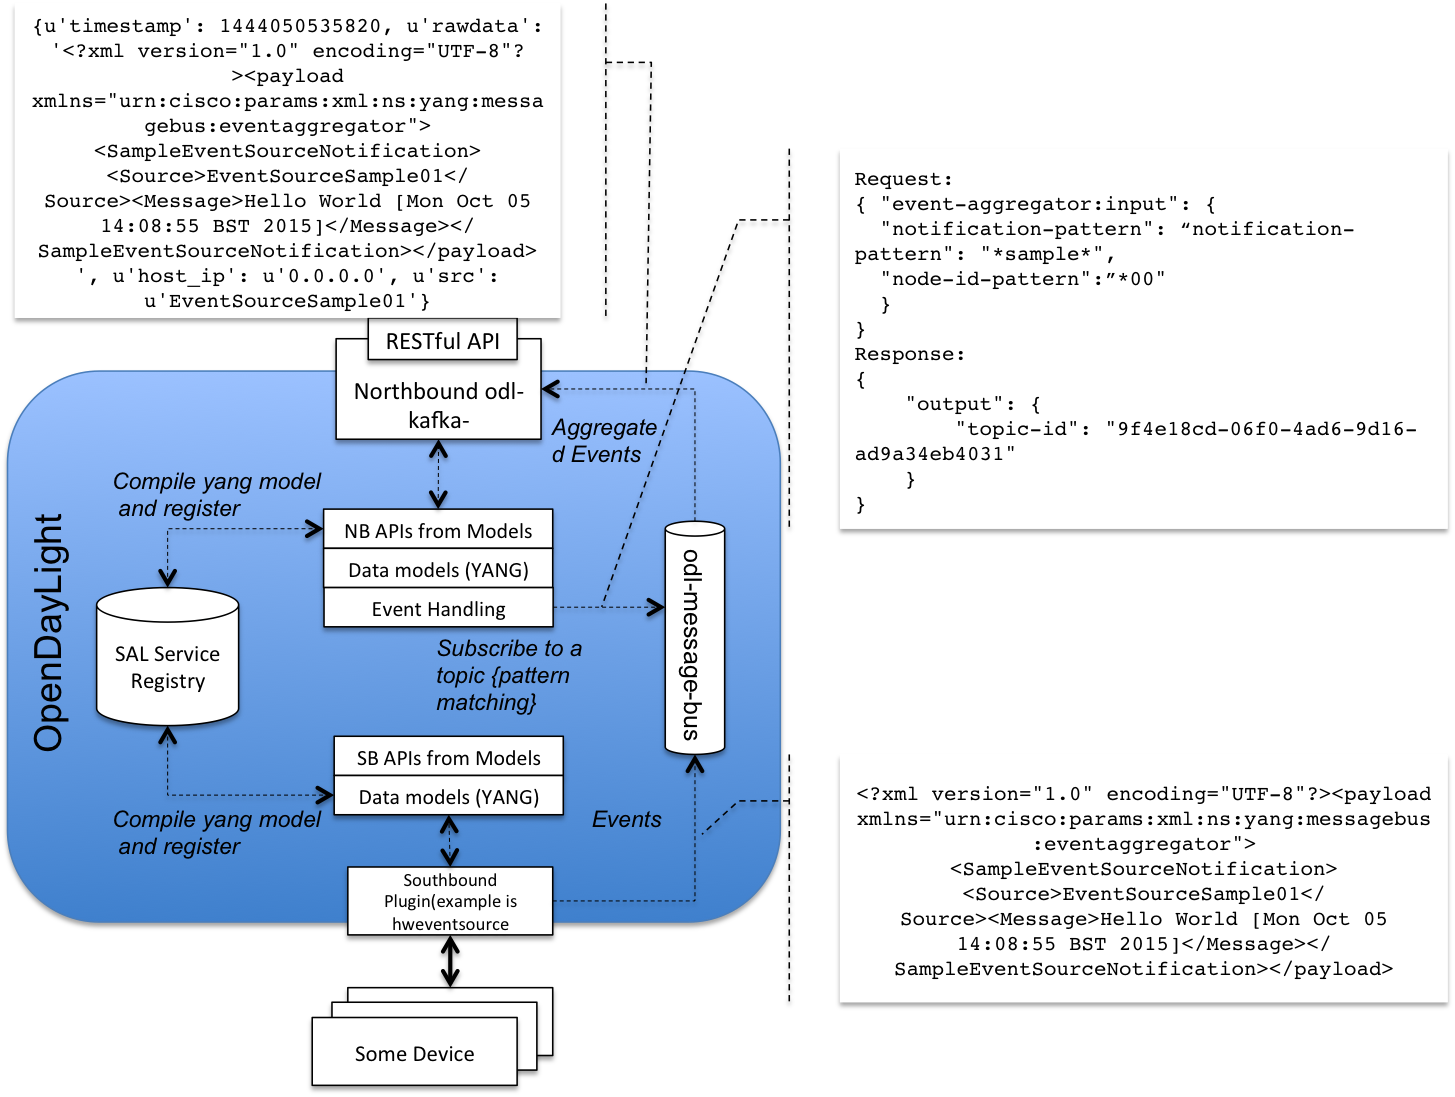 {u'timestamp': 1444050535820, u'rawdata':
'<?xml version="1.0" encoding="UTF-8"?
><payload
xmlns="urn:cisco:params:xml:ns:yang:messa
gebus:eventaggregator">
<SampleEventSourceNotification>
<Source>EventSourceSample01</
Source><Message>Hello World [Mon Oct 05
14:08:55 BST 2015]</Message></
SampleEventSourceNotification></payload>
', u'host_ip': u'0.0.0.0', u'src':
u'EventSourceSample01'}
Request:
{ "event-aggregator:input": {
"notification-pattern": “notification-
pattern": "*sample*",
"node-id-pattern":”*00"
}
}
Response:
{
"output": {
"topic-id": "9f4e18cd-06f0-4ad6-9d16-
ad9a34eb4031"
}
}
RESTful API
Northbound odl-
kafka-
Aggregate
d Events
Compile yang model
and register
NB APIs from Models
Data models (YANG)
Event Handling
OpenDayLight
SAL Service
Registry
Subscribe to a
topic {pattern
matching}
odl-message-bus
SB APIs from Models
Data models (YANG)
Compile yang model
and register
Events
Southbound
Plugin(example is
hweventsource
Some Device
<?xml version="1.0" encoding="UTF-8"?><payload
xmlns="urn:cisco:params:xml:ns:yang:messagebus
:eventaggregator">
<SampleEventSourceNotification>
<Source>EventSourceSample01</
Source><Message>Hello World [Mon Oct 05
14:08:55 BST 2015]</Message></
SampleEventSourceNotification></payload>